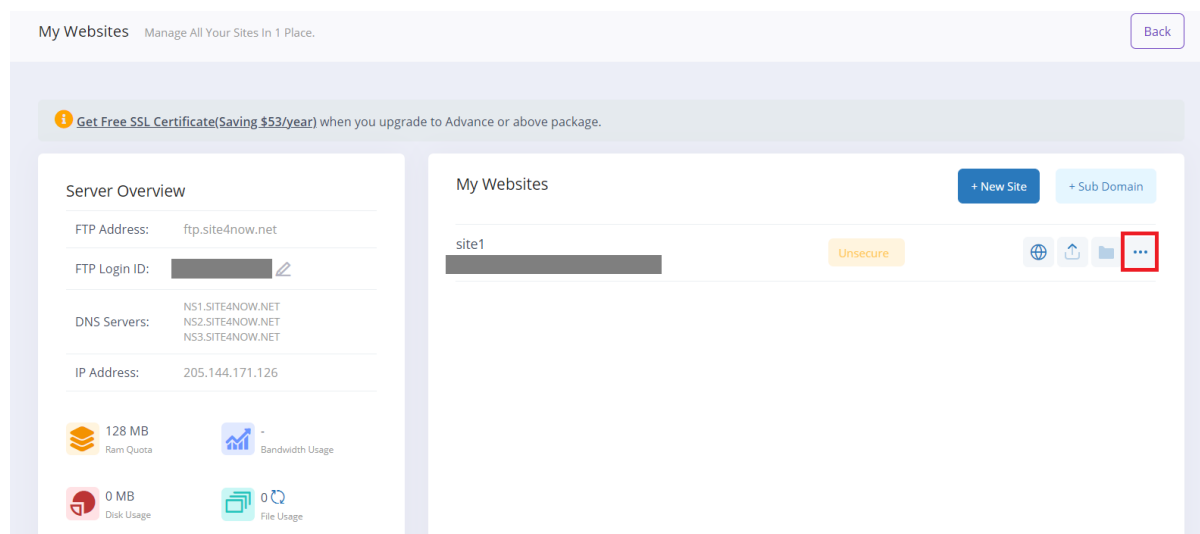 My Websites Manage All Your Sites In 1 Place.
Back
Get Free SSL Certificate(Saving $53/year) when you upgrade to Advance or above package.
Server Overview
FTP Address: ftp.site4now.net
FTP Login ID:
DNS Servers: NS1.SITE4NOW.NET
NS2.SITE4NOW.NET
NS3.SITE4NOW.NET
IP Address: 205.144.171.126
128 MB
Ram Quota
-
Bandwidth Usage
0 MB
Disk Usage
0
File Usage
My Websites
+ New Site
+ Sub Domain
site1
Unsecure